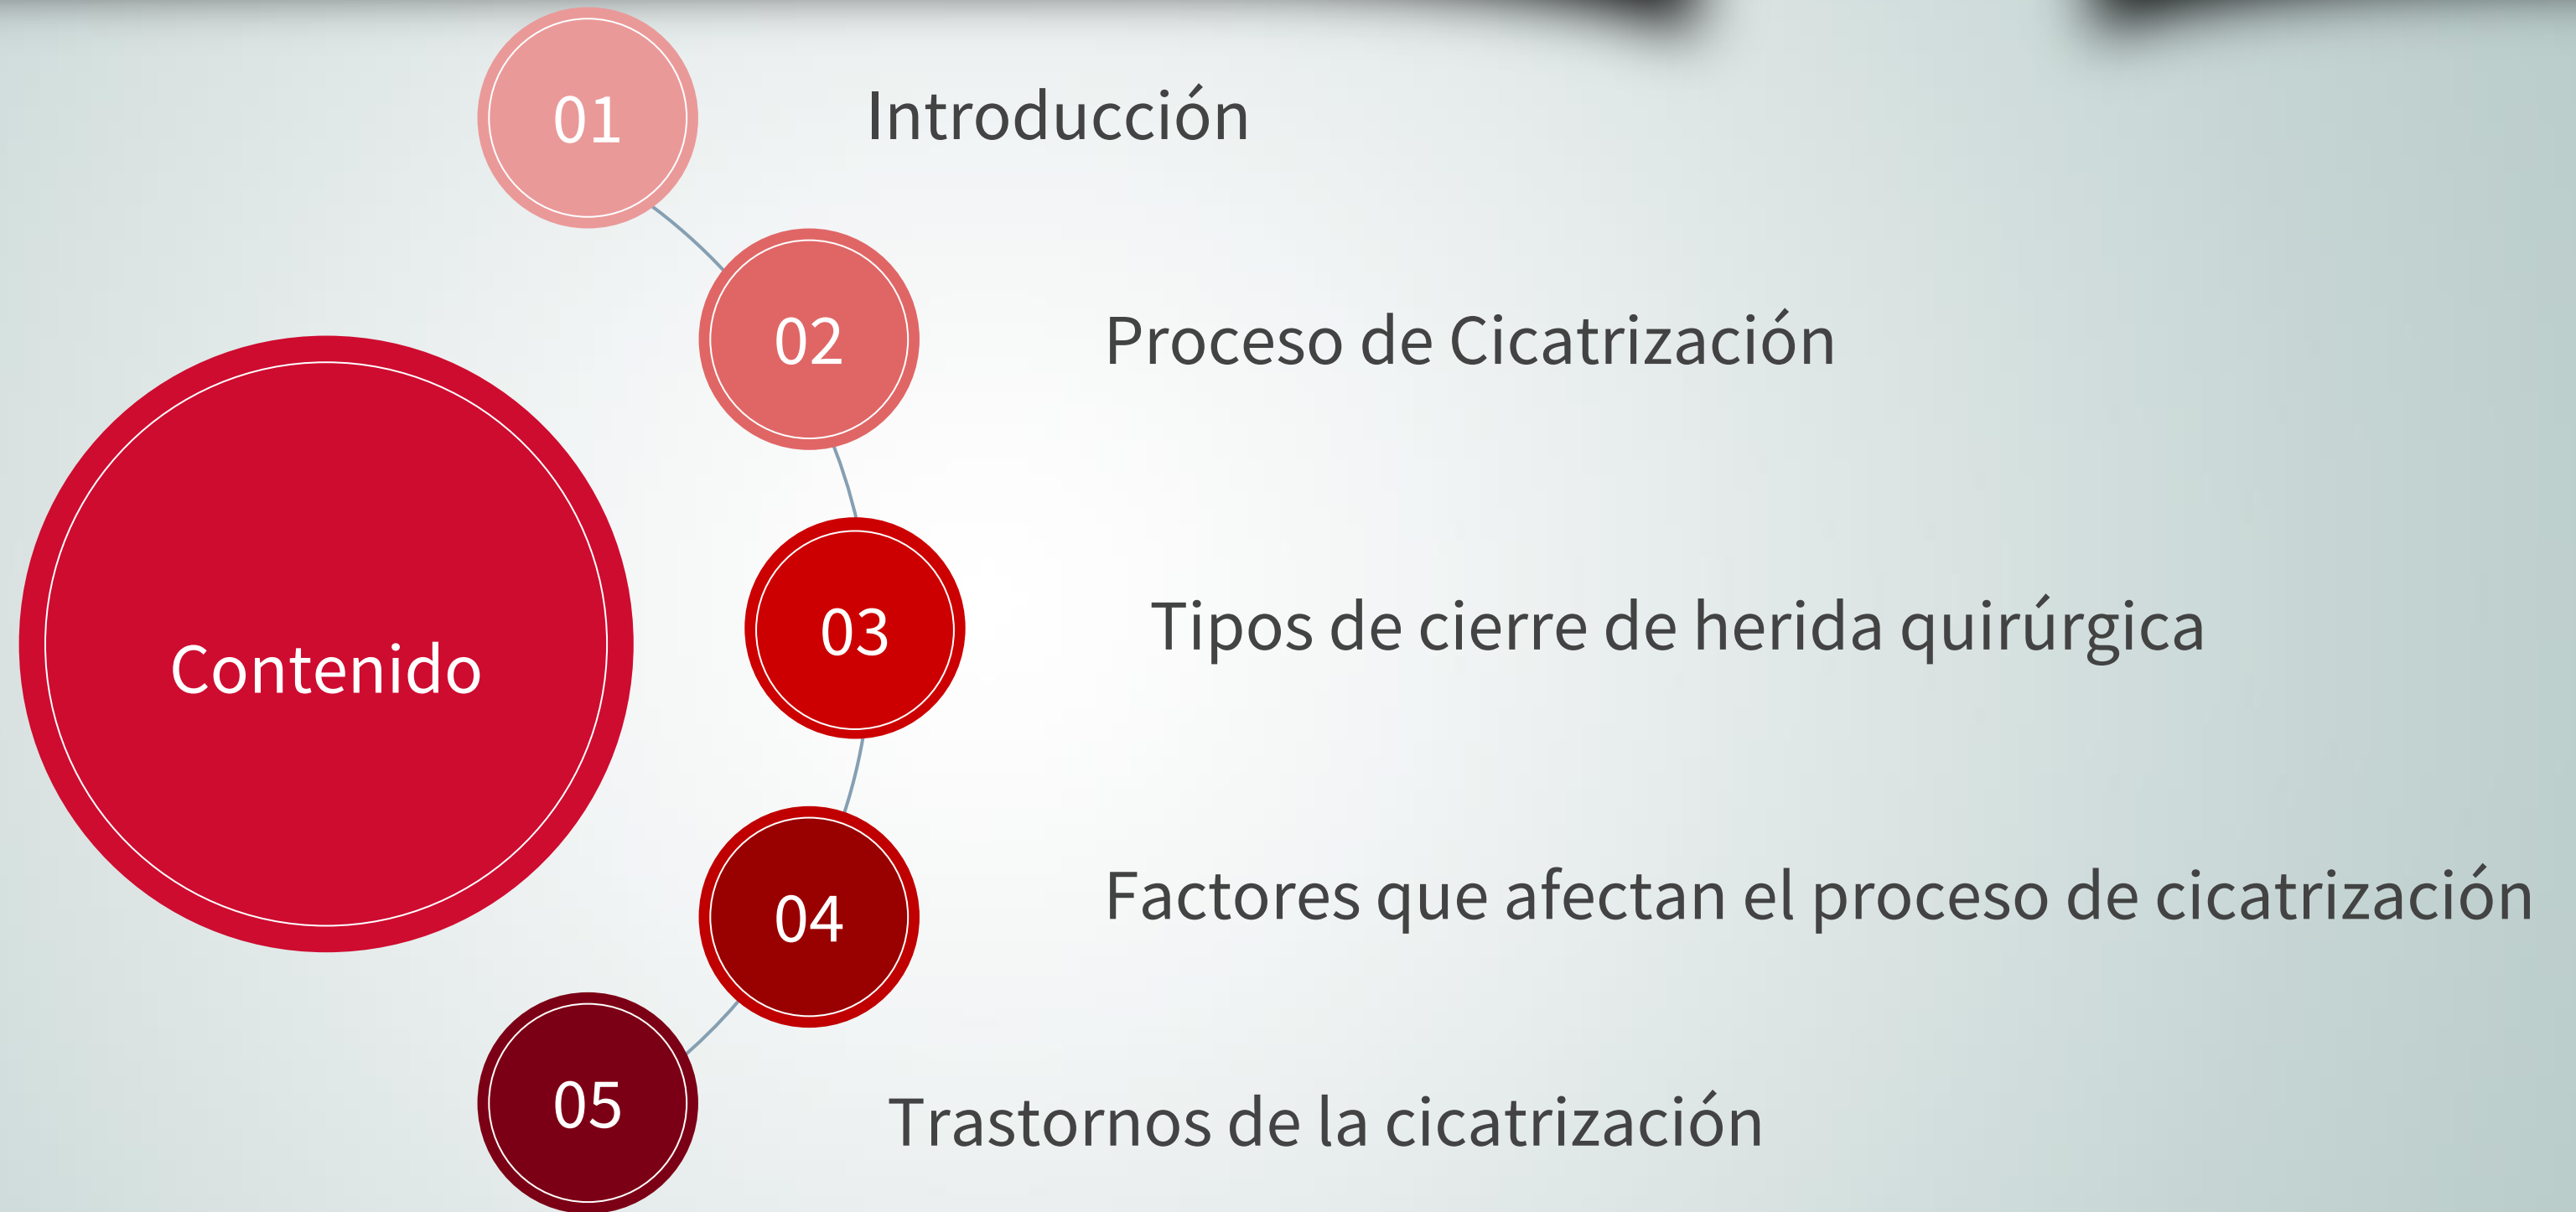 01
Introducción
02
Proceso de Cicatrización
03
Tipos de cierre de herida quirúrgica
Contenido
04
Factores que afectan el proceso de cicatrización
05
Trastornos de la cicatrización